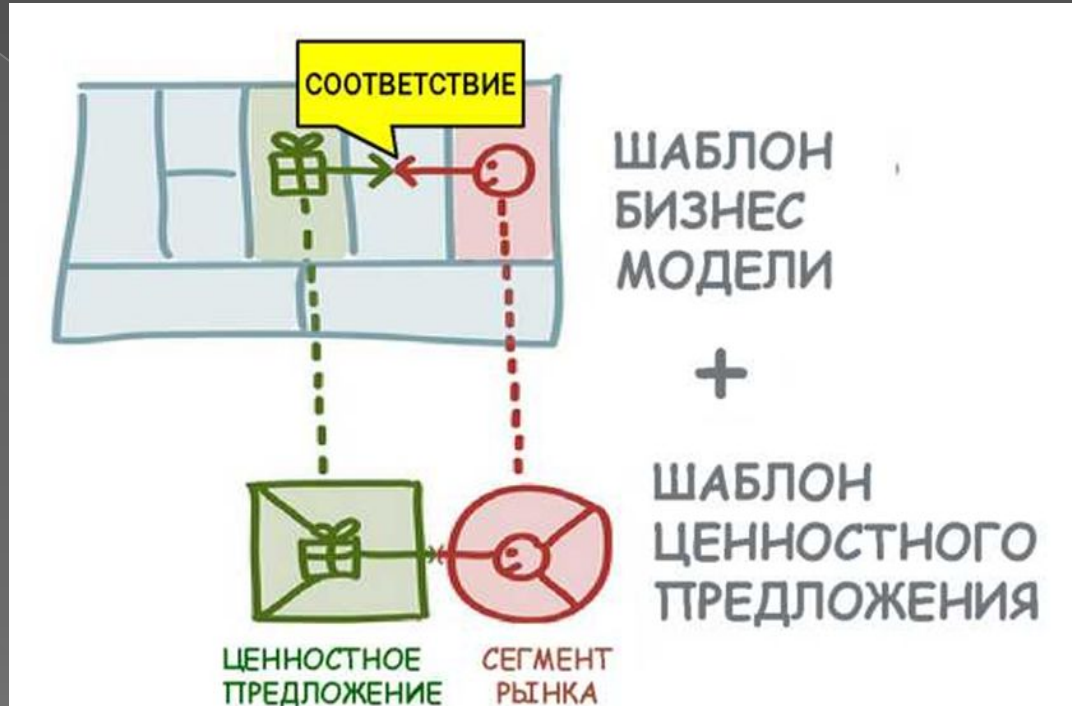 СООТВЕТСТВИЕ
ШАБЛОН
БИЗНЕС
МОДЕЛИ
+
ШАБЛОН
ЦЕННОСТНОГО
ПРЕДЛОЖЕНИЯ
ЦЕННОСТНОЕ
ПРЕДЛОЖЕНИЕ
СЕГМЕНТ
РЫНКА